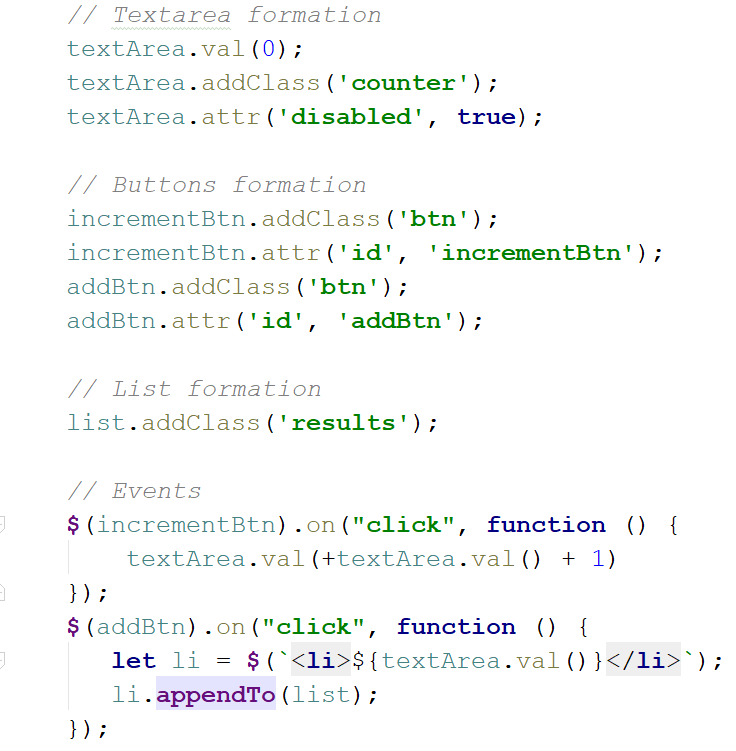 // Textarea formation
textArea.val(0);
textArea.addClass('counter');
textArea.attr('disabled', true);
// Buttons formation
incrementBtn.addClass('btn');
incrementBtn.attr('id', 'incrementBtn');
addBtn.addClass('btn');
addBtn.attr('id', 'addBtn');
// List formation
list.addClass('results');
// Events
$(incrementBtn).on("click", function () {
    textArea.val(+textArea.val() + 1)
});
$(addBtn).on("click", function () {
   let li = $(`<li>${textArea.val()}</li>`);
   li.appendTo(list);
});